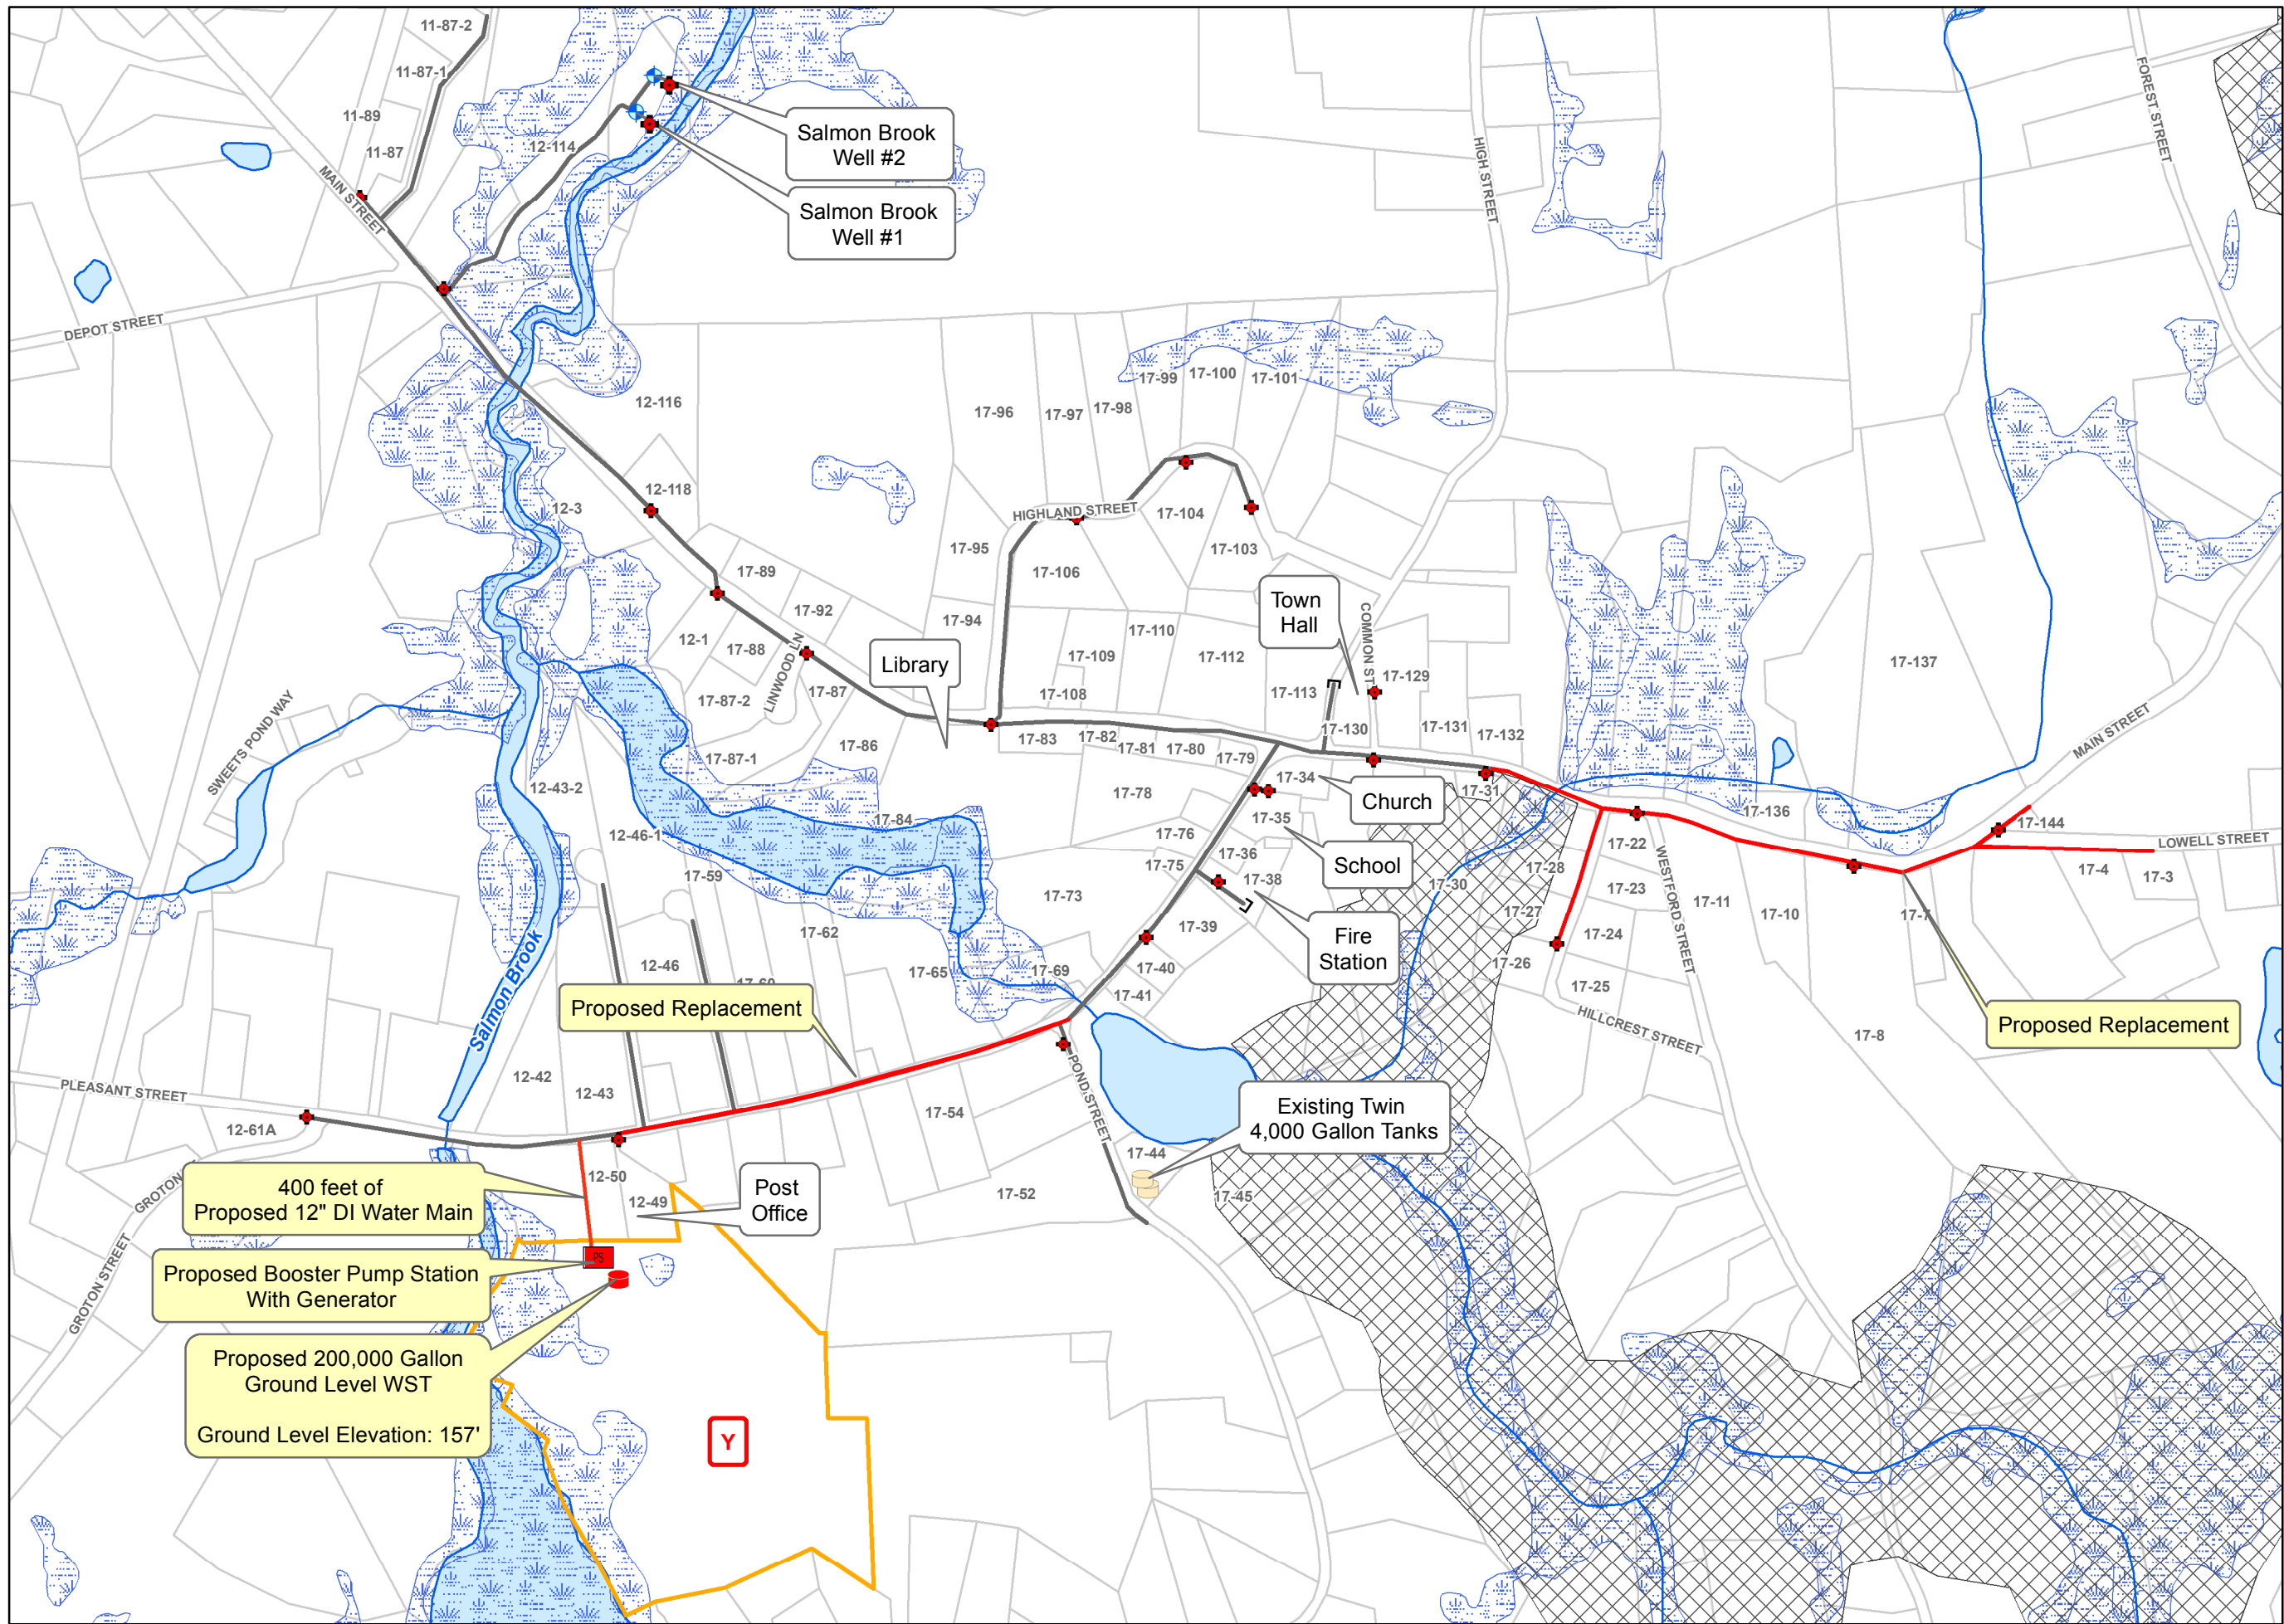 11-87-2
11-87-1
11-89
11-87
12-114
Salmon Brook
Well #2
Salmon Brook
Well #1
MAIN STREET
DEPOT STREET
HIGH STREET
FOREST STREET
12-116
12-118
12-3
17-96
17-97
17-98
17-99
17-100
17-101
HIGHLAND STREET
17-104
17-103
17-95
17-106
17-89
17-92
17-94
12-1
17-88
LINWOOD LN
17-87-2
17-87
17-87-1
17-86
Library
17-110
17-109
17-112
17-108
Town
Hall
COMMON ST
17-129
17-113
17-130
17-131
17-132
17-137
MAIN STREET
17-83
17-82
17-81
17-80
17-79
17-34
17-31
Church
17-78
17-76
17-75
17-35
17-36
17-38
School
Fire
Station
17-39
17-40
17-41
17-73
17-69
17-65
17-84
17-62
17-60
17-59
12-46-1
12-46
12-43-2
SWEETS POND WAY
Salmon Brook
17-30
17-28
17-27
17-26
17-22
17-23
17-24
17-25
HILLCREST STREET
WESTFORD STREET
17-11
17-10
17-136
17-144
LOWELL STREET
17-4
17-3
17-7
17-8
Proposed Replacement
Proposed Replacement
PLEASANT STREET
12-61A
12-42
12-43
17-54
17-52
POND STREET
17-44
17-45
Existing Twin
4,000 Gallon Tanks
12-50
12-49
Post
Office
GROTON
GROTON STREET
400 feet of
Proposed 12" DI Water Main
PS
Proposed Booster Pump Station
With Generator
Proposed 200,000 Gallon
Ground Level WST
Ground Level Elevation: 157'
Y